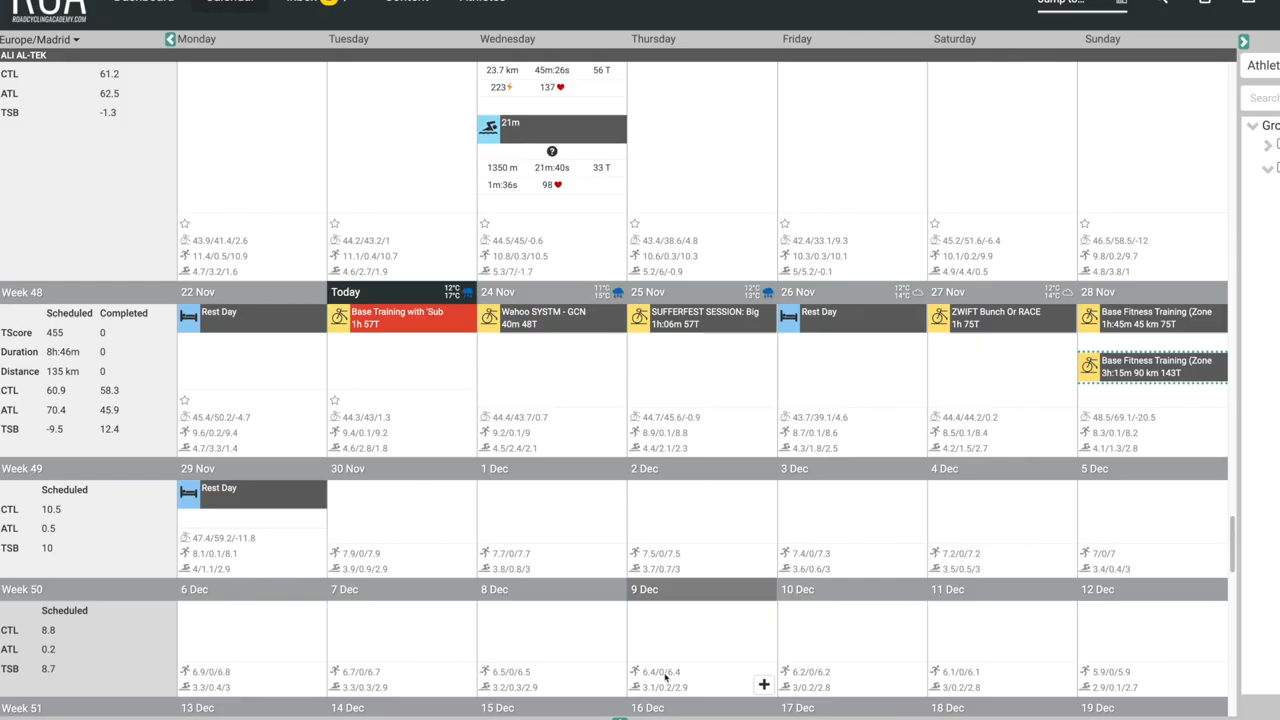 ROADCYCLINGACADEMY.COM
Europe/Madrid
Monday Tuesday Wednesday Thursday Friday Saturday Sunday
ALI AL-TEK
CTL 61.2
ATL 62.5
TSB -1.3
23.7 km 45m:26s 56 T
223 137
21m
1350 m 21m:40s 33 T
1m:36s 98
43.9/41.4/2.6 44.2/43.2/1 44.5/45/-0.6 43.4/38.6/4.8 42.4/33.1/9.3 45.2/51.6/-6.4 46.5/58.5/-12
11.4/0.5/10.9 11.1/0.4/10.7 10.8/0.3/10.5 10.6/0.3/10.3 10.3/0.3/10.1 10.1/0.2/9.9 9.8/0.2/9.7
4.7/3.2/1.6 4.6/2.7/1.9 5.3/7/-1.7 5.2/6/-0.9 5/5.2/-0.1 4.9/4.4/0.5 4.8/3.8/1
Week 48 22 Nov Today 12°C 17°C 24 Nov 11°C 15°C 25 Nov 12°C 13°C 26 Nov 12°C 14°C 27 Nov 12°C 14°C 28 Nov
Scheduled Completed
TScore 455 0
Duration 8h:46m 0
Distance 135 km 0
CTL 60.9 58.3
ATL 70.4 45.9
TSB -9.5 12.4
Rest Day
Base Training with 'Sub
1h 57T
Wahoo SYSTM - GCN
40m 48T
SUFFERFEST SESSION: Big
1h:06m 57T
Rest Day
ZWIFT Bunch Or RACE
1h 75T
Base Fitness Training (Zone
1h:45m 45 km 75T
Base Fitness Training (Zone
3h:15m 90 km 143T
45.4/50.2/-4.7 44.3/43/1.3 44.4/43.7/0.7 44.7/45.6/-0.9 43.7/39.1/4.6 44.4/44.2/0.2 48.5/69.1/-20.5
9.6/0.2/9.4 9.4/0.1/9.2 9.2/0.1/9 8.9/0.1/8.8 8.7/0.1/8.6 8.5/0.1/8.4 8.3/0.1/8.2
4.7/3.3/1.4 4.6/2.8/1.8 4.5/2.4/2.1 4.4/2.1/2.3 4.3/1.8/2.5 4.2/1.5/2.7 4.1/1.3/2.8
Week 49 29 Nov 30 Nov 1 Dec 2 Dec 3 Dec 4 Dec 5 Dec
Scheduled
CTL 10.5
ATL 0.5
TSB 10
Rest Day
47.4/59.2/-11.8
8.1/0.1/8.1 7.9/0/7.9 7.7/0/7.7 7.5/0/7.5 7.4/0/7.3 7.2/0/7.2 7/0/7
4/1.1/2.9 3.9/0.9/2.9 3.8/0.8/3 3.7/0.7/3 3.6/0.6/3 3.5/0.5/3 3.4/0.4/3
Week 50 6 Dec 7 Dec 8 Dec 9 Dec 10 Dec 11 Dec 12 Dec
Scheduled
CTL 8.8
ATL 0.2
TSB 8.7
6.9/0/6.8 6.7/0/6.7 6.5/0/6.5 6.4/0/6.4 6.2/0/6.2 6.1/0/6.1 5.9/0/5.9
3.3/0.4/3 3.3/0.3/2.9 3.2/0.3/2.9 3.1/0.2/2.9 3/0.2/2.8 3/0.2/2.8 2.9/0.1/2.7
Week 51 13 Dec 14 Dec 15 Dec 16 Dec 17 Dec 18 Dec 19 Dec
Athlet
Search
Gro